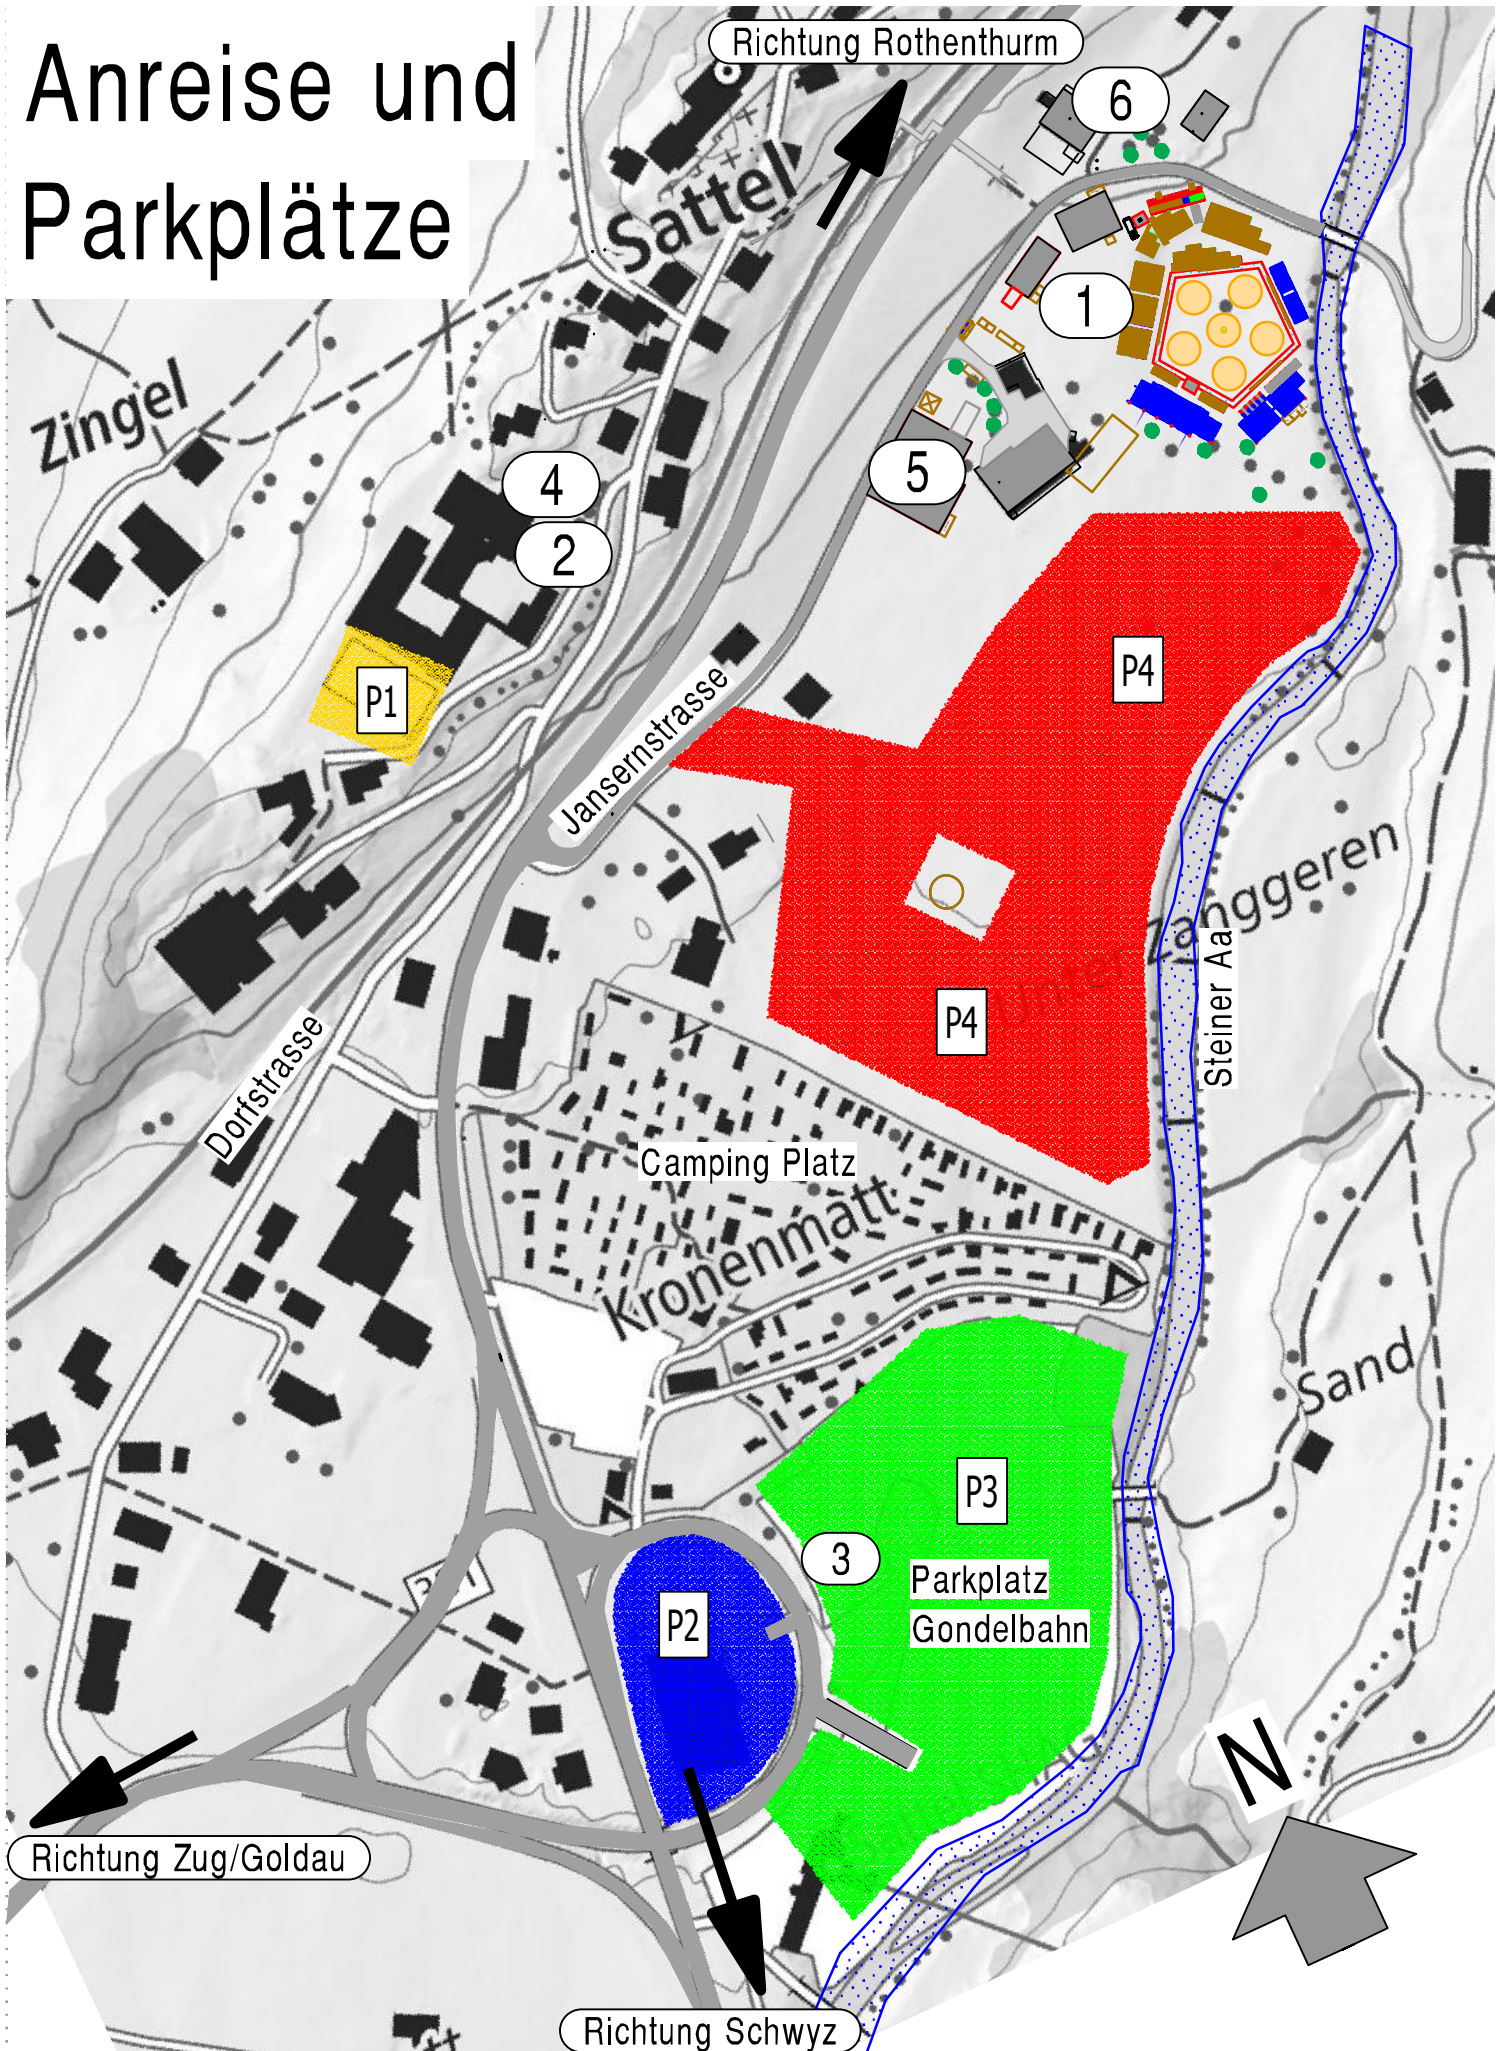 Anreise und
Parkplätze
Richtung Rothenthurm
6
Sattel
1
Zingel
4
5
2
P4
P1
Jansernstrasse
Unter Zanggeren
P4
Steiner Aa
Dorfstrasse
Camping Platz
Kronenmatt
Sand
P3
3
Parkplatz
Gondelbahn
P2
N
Richtung Zug/Goldau
Richtung Schwyz